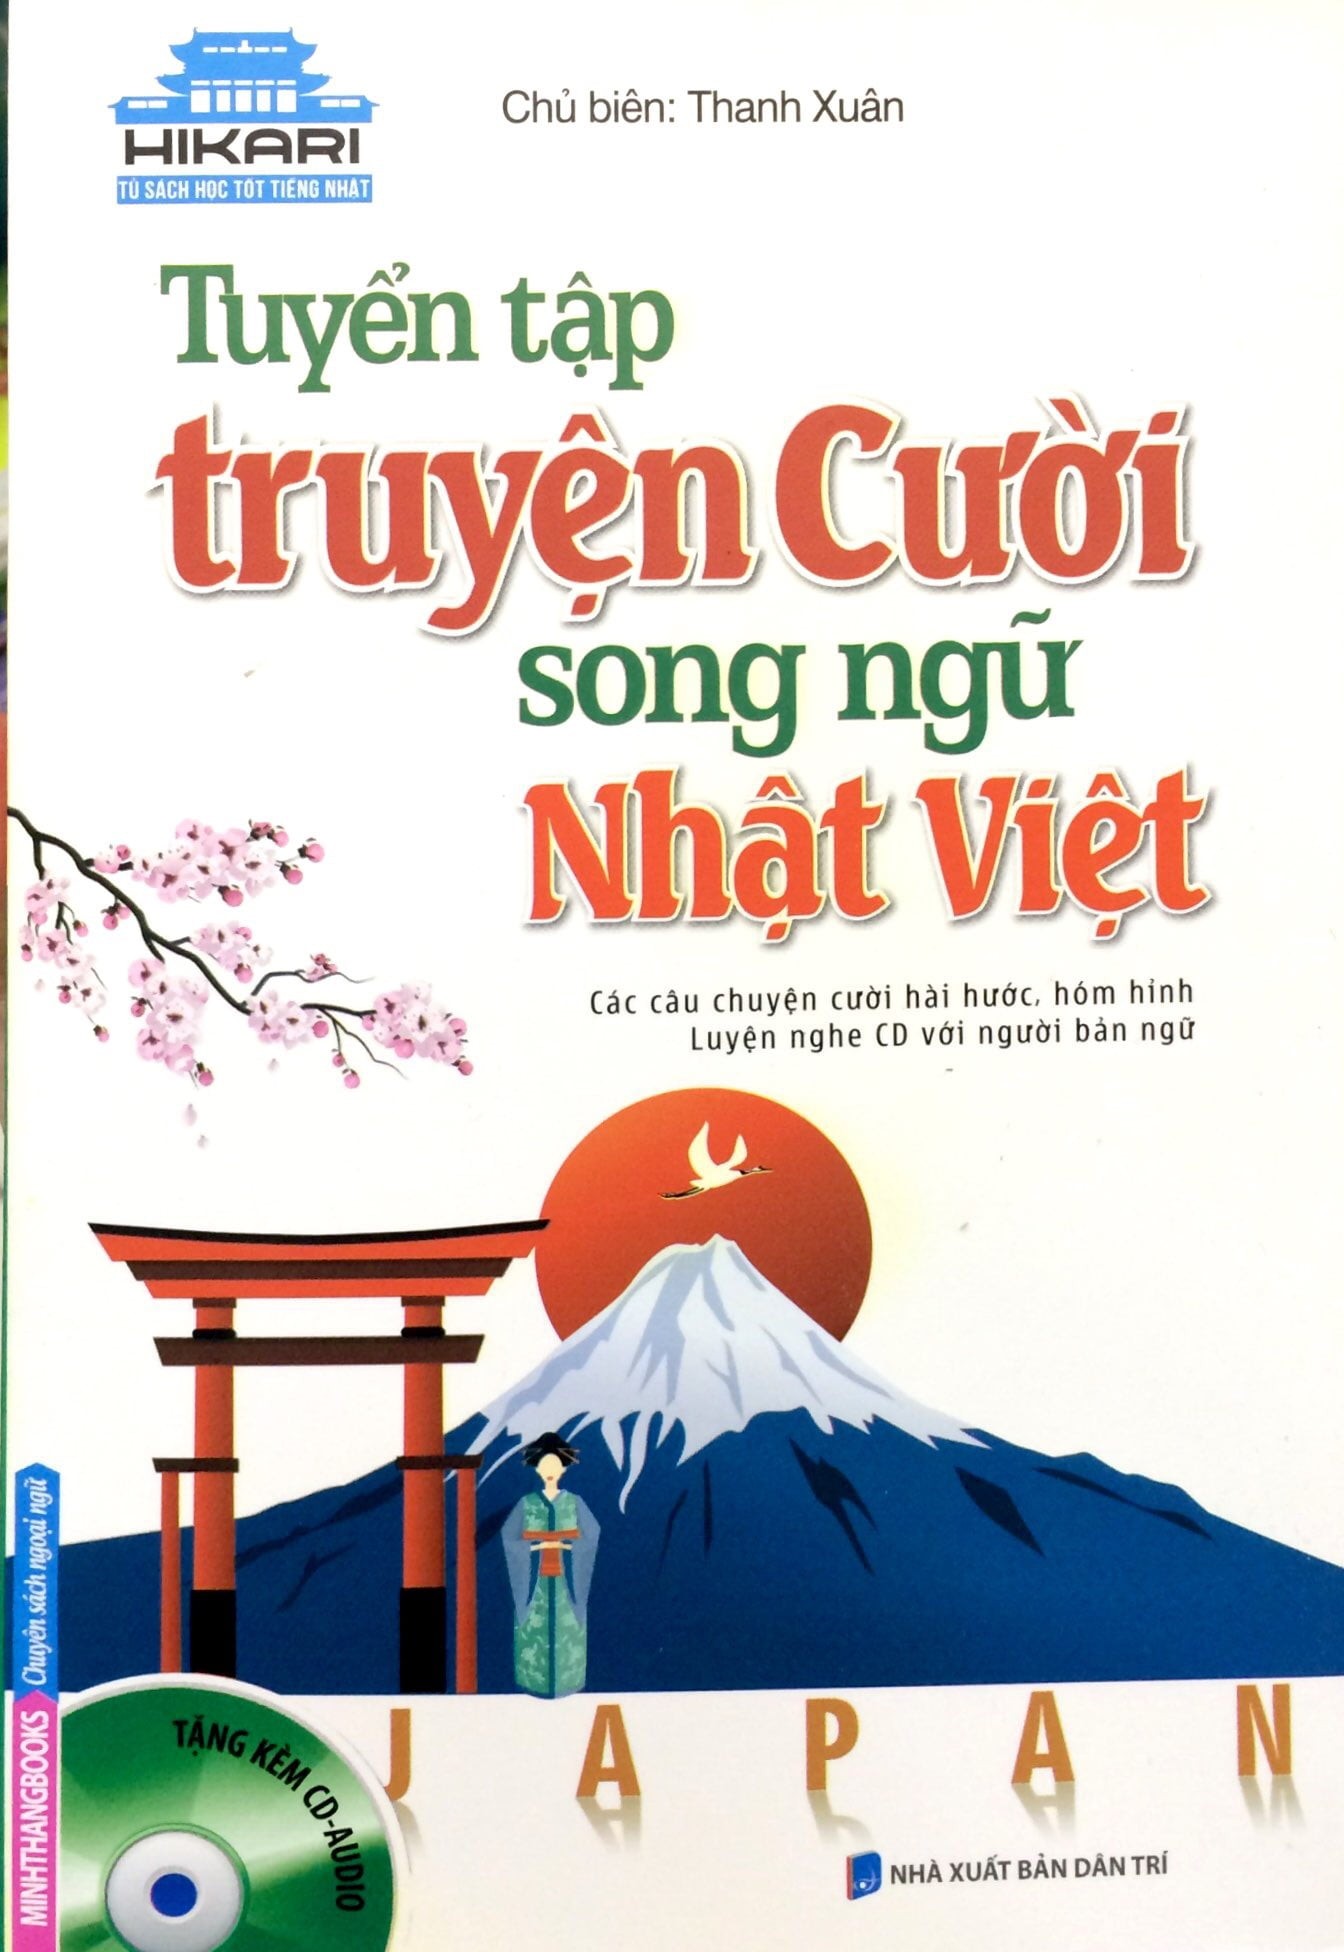 HIKARI
TỦ SÁCH HỌC TỐT TIẾNG NHẬT
Chủ biên: Thanh Xuân
Tuyển tập
truyện Cười
song ngữ
Nhật Việt
Các câu chuyện cười hài hước, hóm hỉnh
Luyện nghe CD với người bản ngữ
Chuyên sách ngoại ngữ
MINHTHANGBOOKS
TẶNG KÈM CD-AUDIO
JAPAN
NHÀ XUẤT BẢN DÂN TRÍ